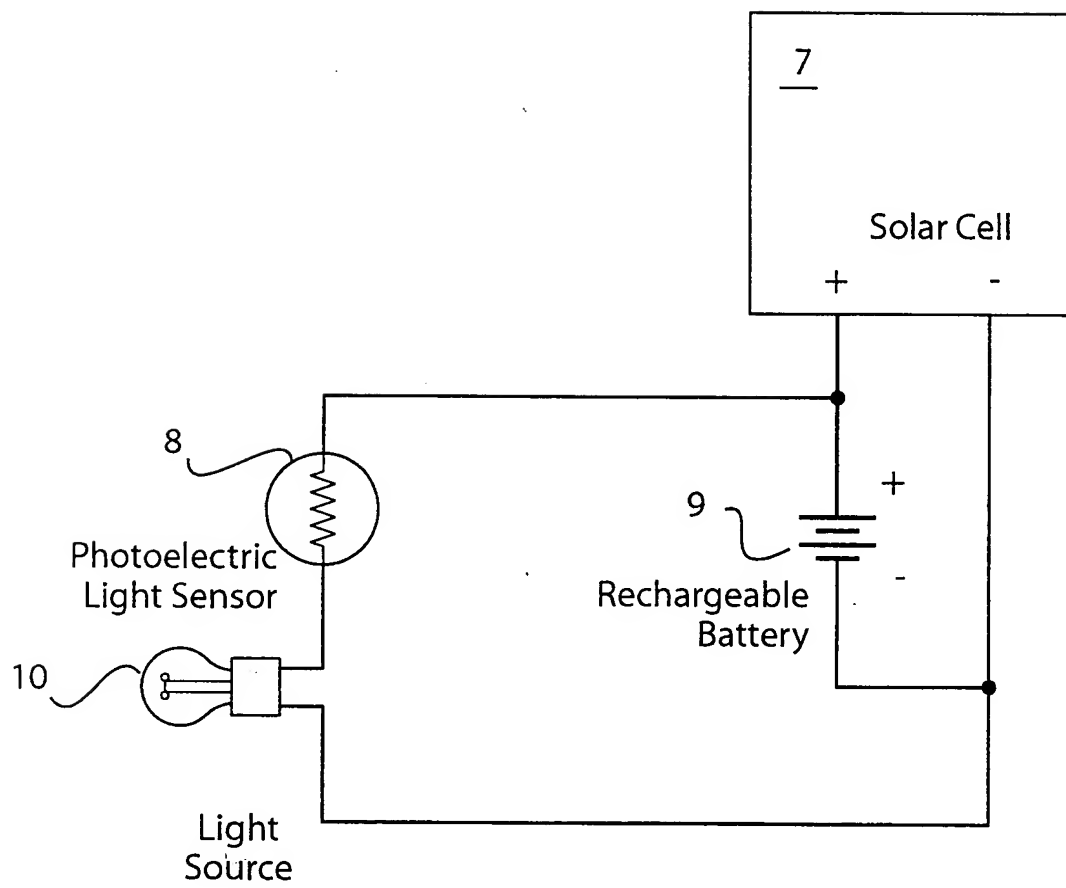 7
Solar Cell
+ -
8
Photoelectric
Light Sensor
9
+
-
Rechargeable
Battery
10
Light
Source